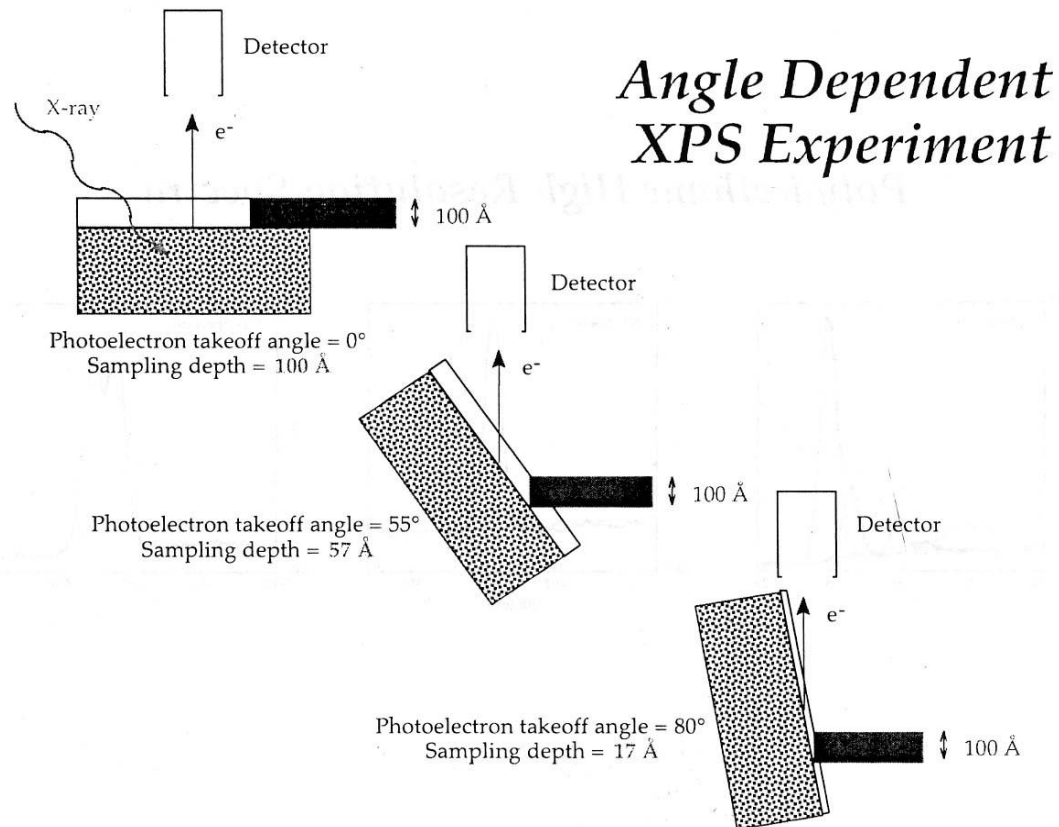 Angle Dependent
XPS Experiment
Detector
X-ray
e-
100 Å
Photoelectron takeoff angle = 0°
Sampling depth = 100 Å
Detector
e-
100 Å
Photoelectron takeoff angle = 55°
Sampling depth = 57 Å
Detector
e-
100 Å
Photoelectron takeoff angle = 80°
Sampling depth = 17 Å